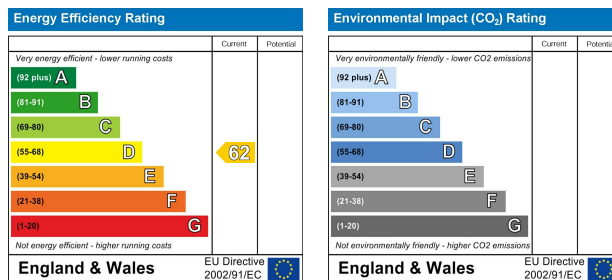 Energy Efficiency Rating
Current Potential
Very energy efficient - lower running costs
(92 plus) A
(81-91) B
(69-80) C
(55-68) D
62
(39-54) E
(21-38) F
(1-20) G
Not energy efficient - higher running costs
England & Wales
EU Directive
2002/91/EC
Environmental Impact (CO₂) Rating
Current Potential
Very environmentally friendly - lower CO2 emissions
(92 plus) A
(81-91) B
(69-80) C
(55-68) D
(39-54) E
(21-38) F
(1-20) G
Not environmentally friendly - higher CO2 emissions
England & Wales
EU Directive
2002/91/EC